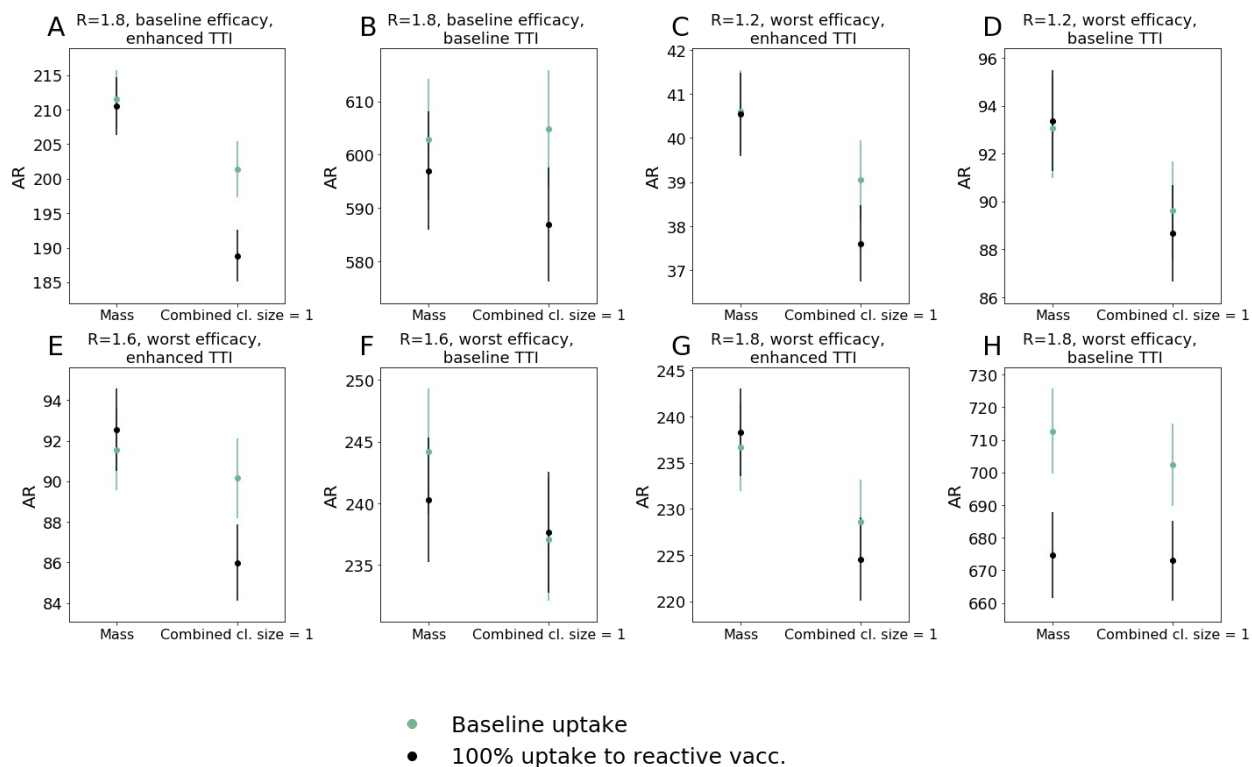 A
R=1.8, baseline efficacy,
enhanced TTI
AR
215
210
205
200
195
190
185
Mass
Combined cl. size = 1
B
R=1.8, baseline efficacy,
baseline TTI
AR
610
600
590
580
Mass
Combined cl. size = 1
C
R=1.2, worst efficacy,
enhanced TTI
AR
42
41
40
39
38
37
Mass
Combined cl. size = 1
D
R=1.2, worst efficacy,
baseline TTI
AR
96
94
92
90
88
86
Mass
Combined cl. size = 1
E
R=1.6, worst efficacy,
enhanced TTI
AR
94
92
90
88
86
84
Mass
Combined cl. size = 1
F
R=1.6, worst efficacy,
baseline TTI
AR
250
245
240
235
Mass
Combined cl. size = 1
G
R=1.8, worst efficacy,
enhanced TTI
AR
245
240
235
230
225
220
Mass
Combined cl. size = 1
H
R=1.8, worst efficacy,
baseline TTI
AR
730
720
710
700
690
680
670
660
Mass
Combined cl. size = 1
Baseline uptake
100% uptake to reactive vacc.